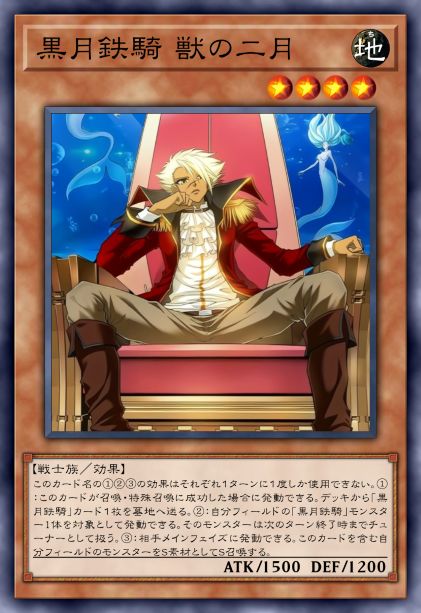 黒月鉄騎 獣の二月
ち
地
【戦士族/効果】
このカード名の①②③の効果はそれぞれ1ターンに1度しか使用できない。①
:このカードが召喚・特殊召喚に成功した場合に発動できる。デッキから「黒
月鉄騎」カード1枚を墓地へ送る。②:自分フィールドの「黒月鉄騎」モンス
ター1体を対象として発動できる。そのモンスターは次のターン終了時までチュ
ーナーとして扱う。③:相手メインフェイズに発動できる。このカードを含む自
分フィールドのモンスターをS素材としてS召喚する。
ATK/1500 DEF/1200